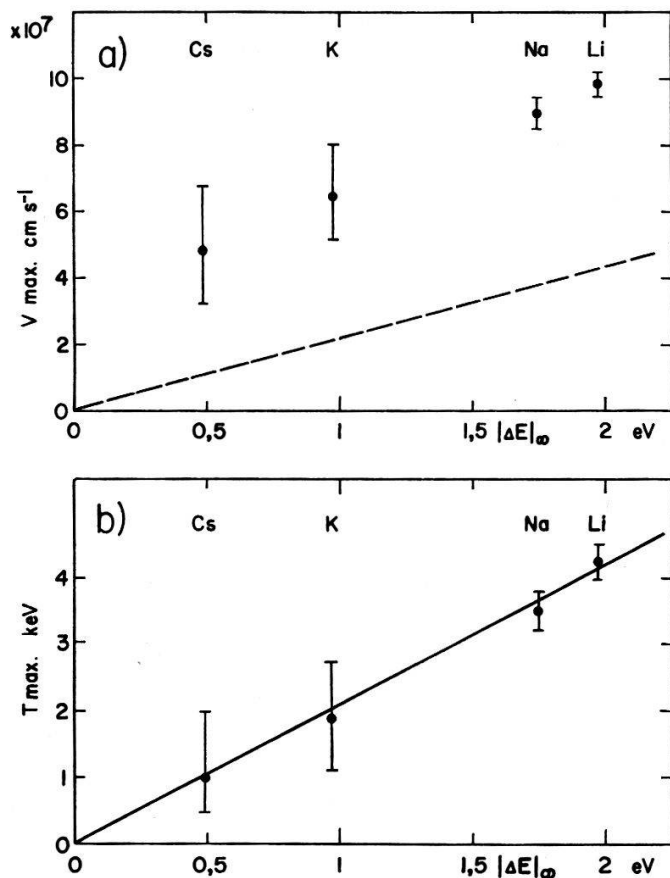 x10⁷
a)
Cs K Na Li
10
8
6
4
2
0
V max. cm s⁻¹
0 0,5 1 1,5 |ΔE|∞ 2 eV
b)
Cs K Na Li
4
3
2
1
0
T max. keV
0 0,5 1 1,5 |ΔE|∞ 2 eV